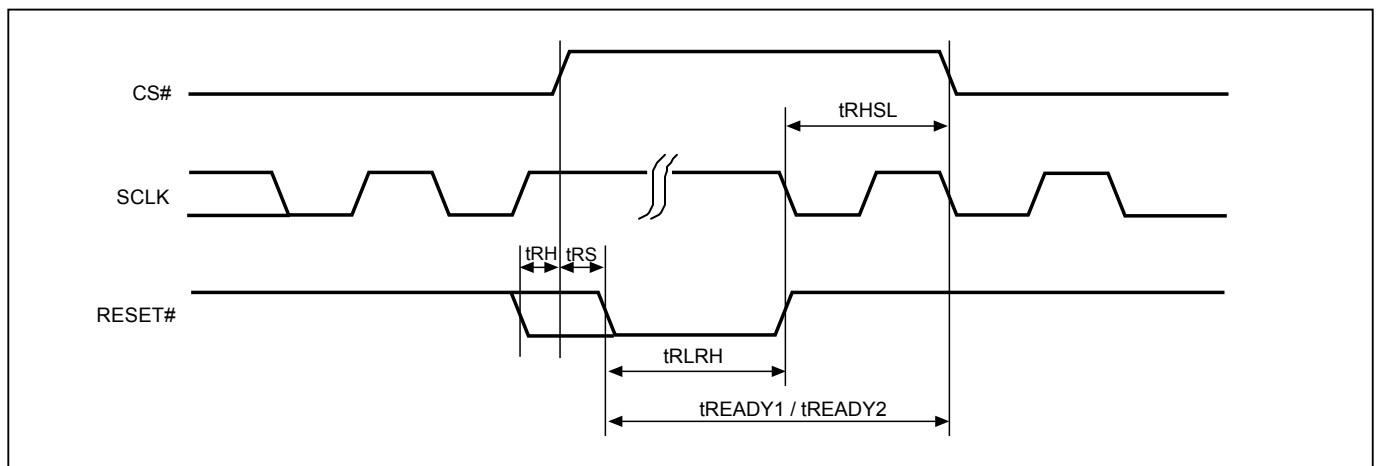 CS#
tRHSL
SCLK
tRH
tRS
RESET#
tRLRH
tREADY1 / tREADY2